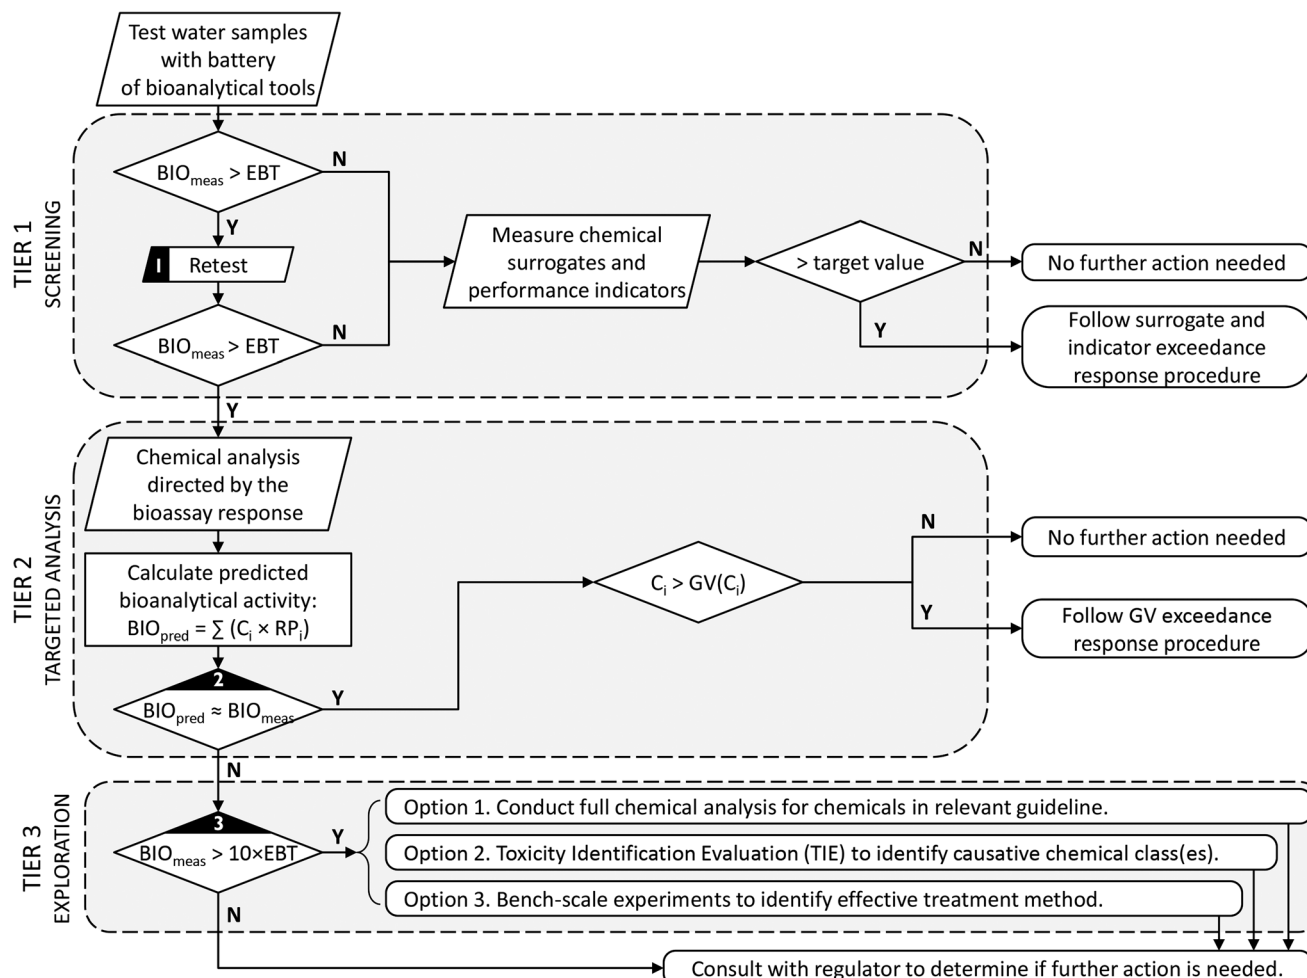 Test water samples
with battery
of bioanalytical tools
TIER 1
SCREENING
BIOmeas > EBT
N
Y
1 Retest
BIOmeas > EBT
N
Y
Measure chemical
surrogates and
performance indicators
> target value
N
Y
No further action needed
Follow surrogate and
indicator exceedance
response procedure
TIER 2
TARGETED ANALYSIS
Chemical analysis
directed by the
bioassay response
Calculate predicted
bioanalytical activity:
BIOpred = ∑ (Ci × RPi)
2
BIOpred ≈ BIOmeas
Y
N
Ci > GV(Ci)
N
Y
No further action needed
Follow GV exceedance
response procedure
TIER 3
EXPLORATION
3
BIOmeas > 10×EBT
Y
N
Option 1. Conduct full chemical analysis for chemicals in relevant guideline.
Option 2. Toxicity Identification Evaluation (TIE) to identify causative chemical class(es).
Option 3. Bench-scale experiments to identify effective treatment method.
Consult with regulator to determine if further action is needed.